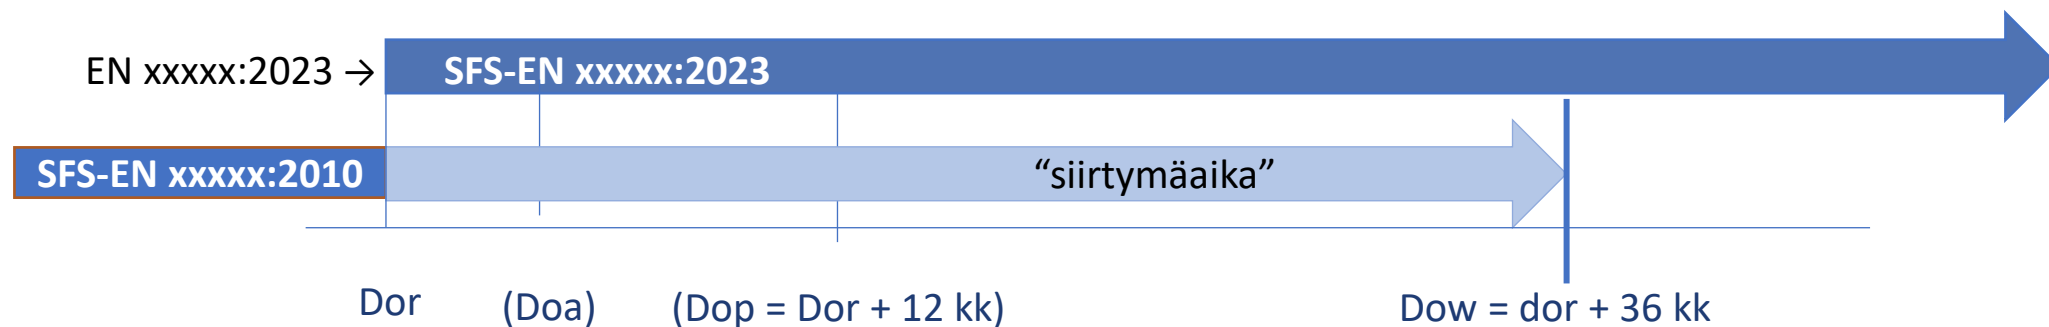 EN xxxxx:2023 → SFS-EN xxxxx:2023
SFS-EN xxxxx:2010 “siirtymäaika”
Dor (Doa) (Dop = Dor + 12 kk) Dow = dor + 36 kk